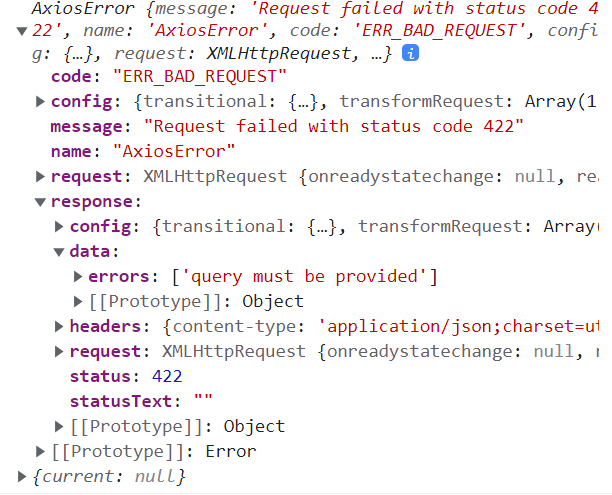 AxiosError {message: 'Request failed with status code 4
22', name: 'AxiosError', code: 'ERR_BAD_REQUEST', confi
g: {…}, request: XMLHttpRequest, …} i
code: "ERR_BAD_REQUEST"
config: {transitional: {…}, transformRequest: Array(1
message: "Request failed with status code 422"
name: "AxiosError"
request: XMLHttpRequest {onreadystatechange: null, rea
response:
config: {transitional: {…}, transformRequest: Array(
data:
errors: ['query must be provided']
[[Prototype]]: Object
headers: {content-type: 'application/json;charset=ut
request: XMLHttpRequest {onreadystatechange: null, r
status: 422
statusText: ""
[[Prototype]]: Object
[[Prototype]]: Error
{current: null}